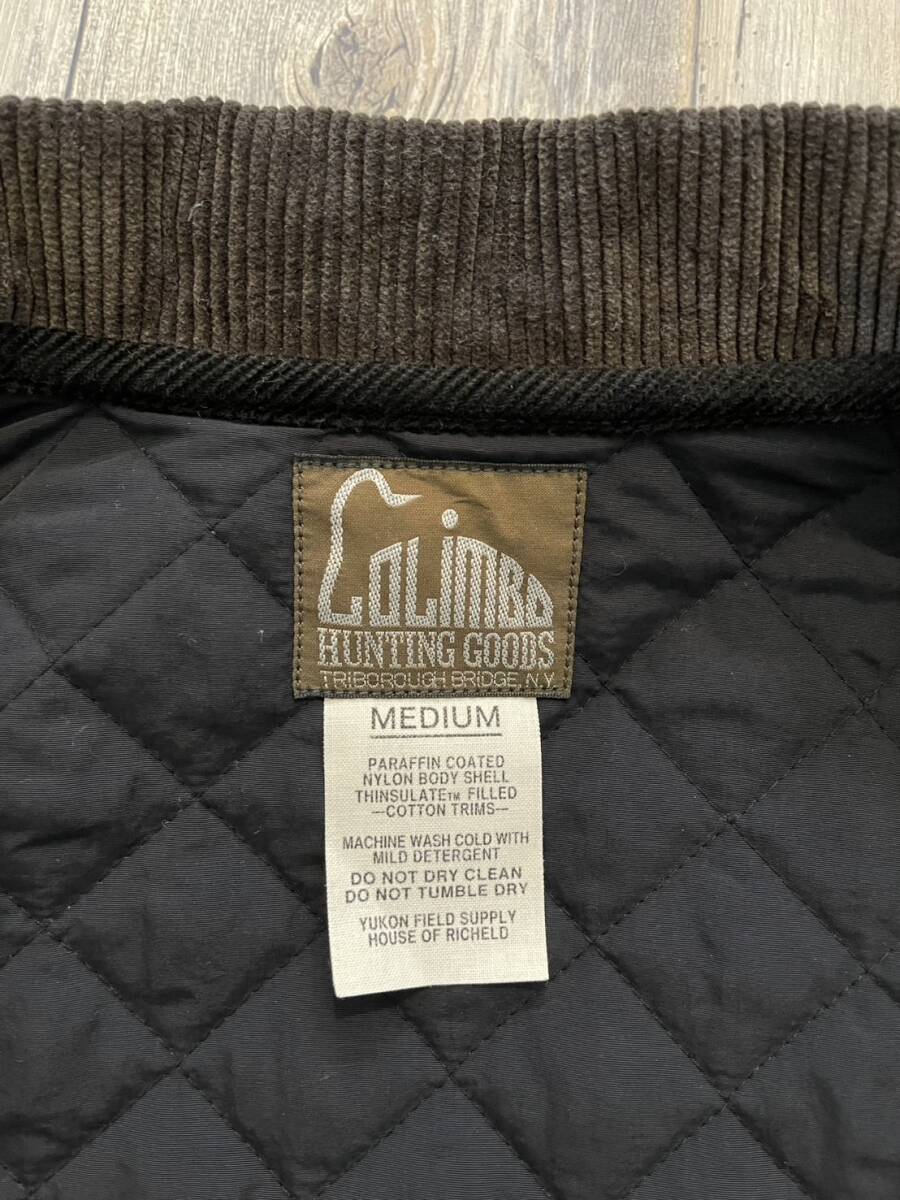 COLIMBO
HUNTING GOODS
TRIBOROUGH BRIDGE, N.Y.
MEDIUM
PARAFFIN COATED
NYLON BODY SHELL
THINSULATE™ FILLED
—COTTON TRIMS—
MACHINE WASH COLD WITH
MILD DETERGENT
DO NOT DRY CLEAN
DO NOT TUMBLE DRY
YUKON FIELD SUPPLY
HOUSE OF RICHELD